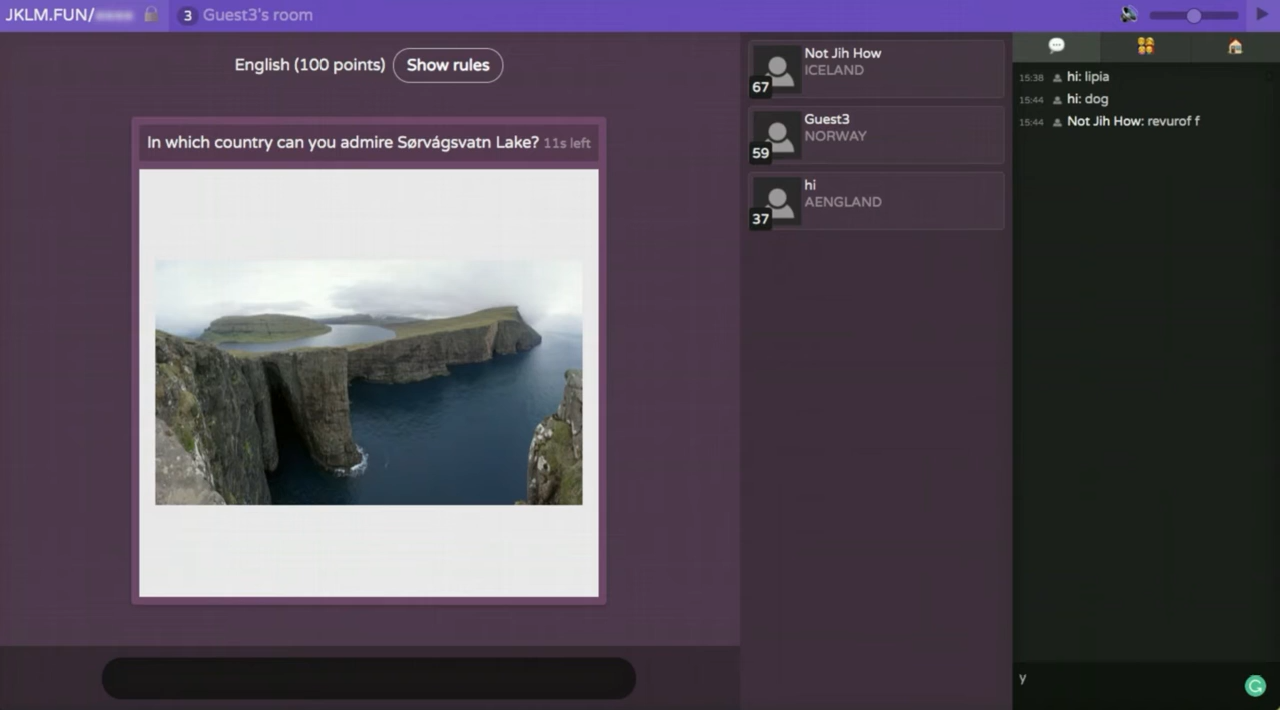 JKLM.FUN/
3 Guest3's room
English (100 points) Show rules
In which country can you admire Sørvágsvatn Lake? 11s left
Not Jih How
ICELAND
67
Guest3
NORWAY
59
hi
AENGLAND
37
15:38 hi: lipia
15:44 hi: dog
15:44 Not Jih How: revurof f
y